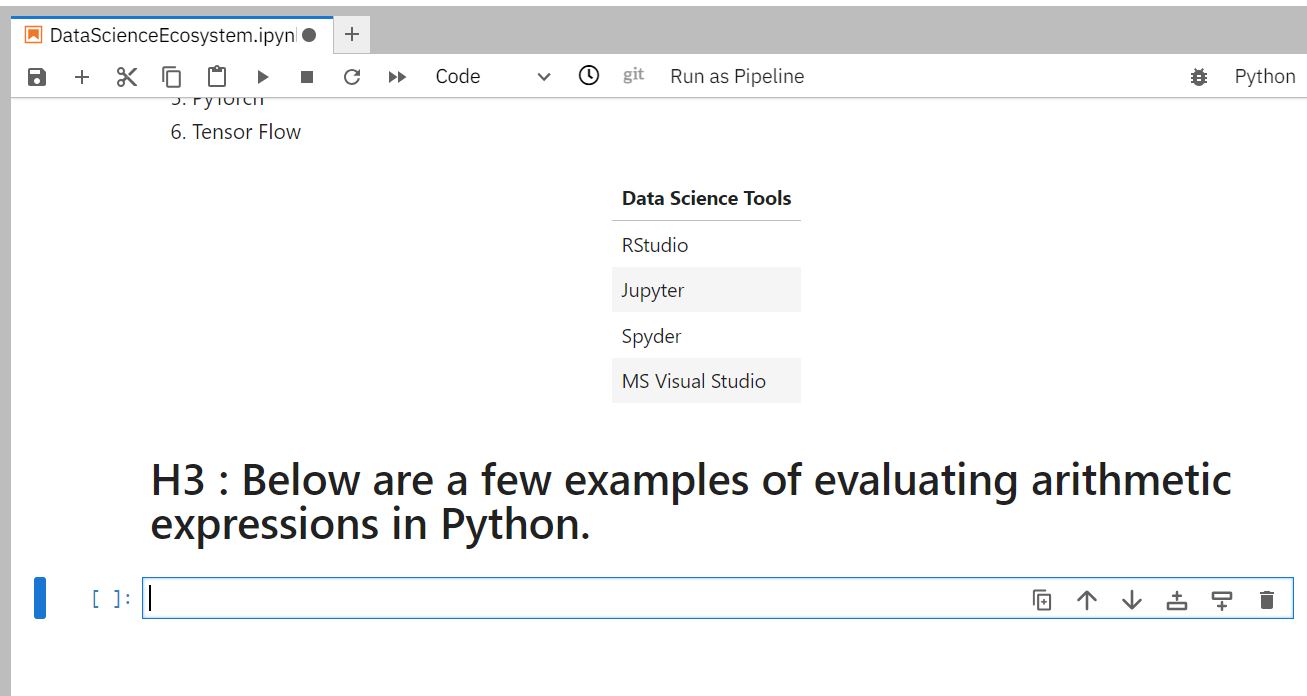 DataScienceEcosystem.ipyn
Code git Run as Pipeline Python
5. PyTorch
6. Tensor Flow
Data Science Tools
RStudio
Jupyter
Spyder
MS Visual Studio
H3 : Below are a few examples of evaluating arithmetic
expressions in Python.
[ ]: